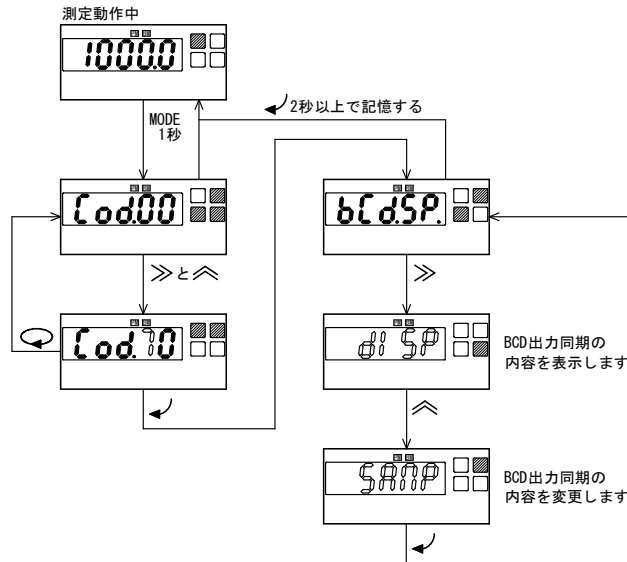 測定動作中
1000.0
MODE
1秒
2秒以上で記憶する
Cod.00
bCd.SP.
と
Cod.70
diSP
BCD出力同期の
内容を表示します
SAMP
BCD出力同期の
内容を変更します